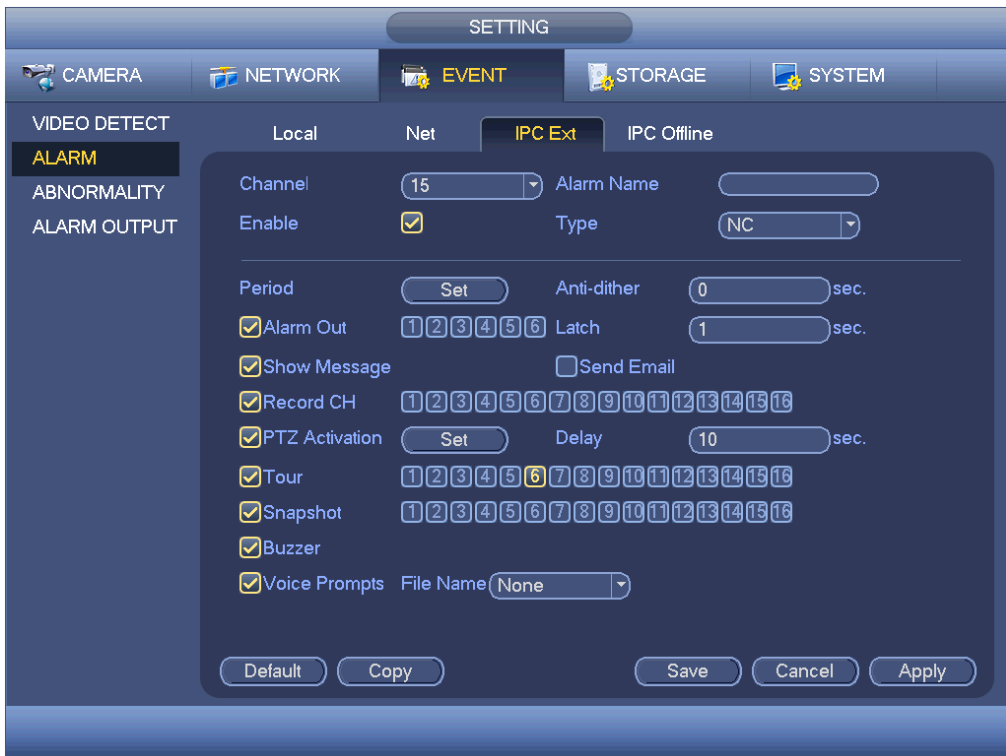 SETTING
CAMERA NETWORK EVENT STORAGE SYSTEM
VIDEO DETECT
ALARM
ABNORMALITY
ALARM OUTPUT
Local Net IPC Ext IPC Offline
Channel 15 Alarm Name
Enable Type NC
Period Set Anti-dither 0 sec.
Alarm Out 1 2 3 4 5 6 Latch 1 sec.
Show Message Send Email
Record CH 1 2 3 4 5 6 7 8 9 10 11 12 13 14 15 16
PTZ Activation Set Delay 10 sec.
Tour 1 2 3 4 5 6 7 8 9 10 11 12 13 14 15 16
Snapshot 1 2 3 4 5 6 7 8 9 10 11 12 13 14 15 16
Buzzer
Voice Prompts File Name None
Default Copy Save Cancel Apply